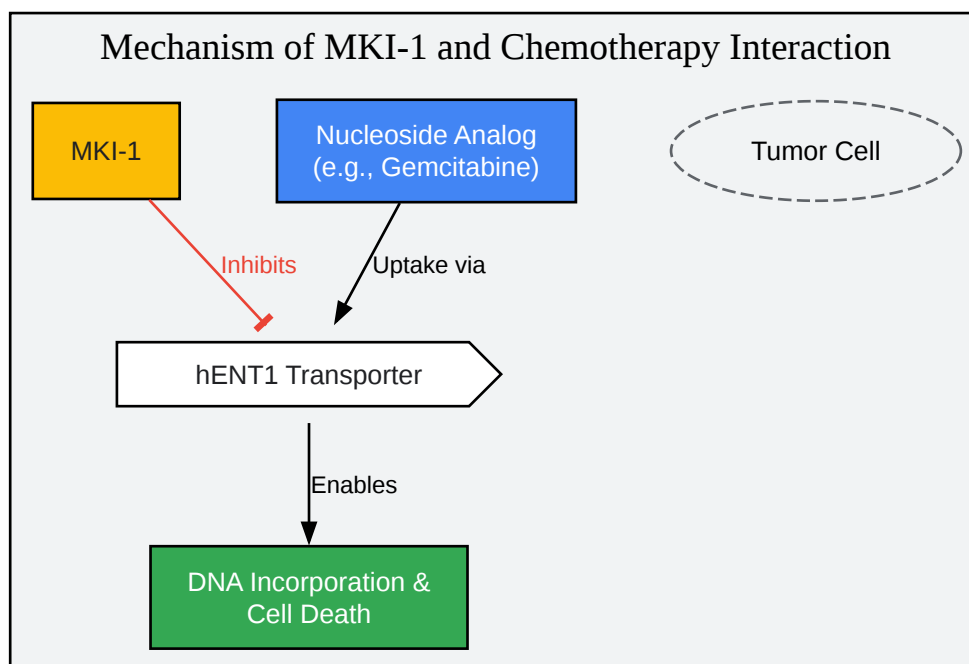 Mechanism of MKI-1 and Chemotherapy Interaction
MKI-1
Nucleoside Analog
(e.g., Gemcitabine)
Tumor Cell
Inhibits
Uptake via
hENT1 Transporter
Enables
DNA Incorporation &
Cell Death